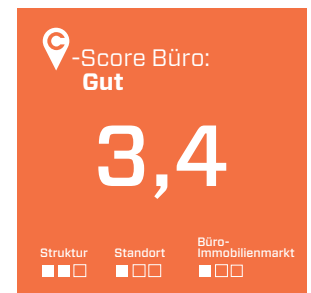 C-Score Büro:
Gut
3,4
Struktur
Standort
Büro-
Immobilienmarkt